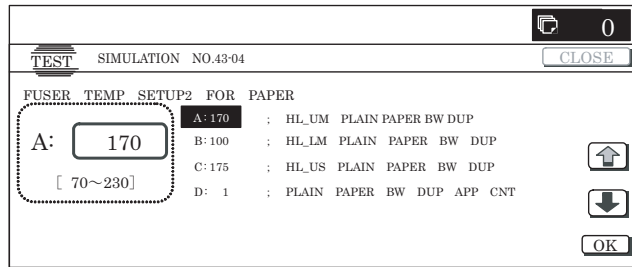 0
TEST SIMULATION NO.43-04 CLOSE
FUSER TEMP SETUP2 FOR PAPER
A: 170
[ 70～230]
A:170 ; HL_UM PLAIN PAPER BW DUP
B:100 ; HL_LM PLAIN PAPER BW DUP
C:175 ; HL_US PLAIN PAPER BW DUP
D: 1 ; PLAIN PAPER BW DUP APP CNT
OK